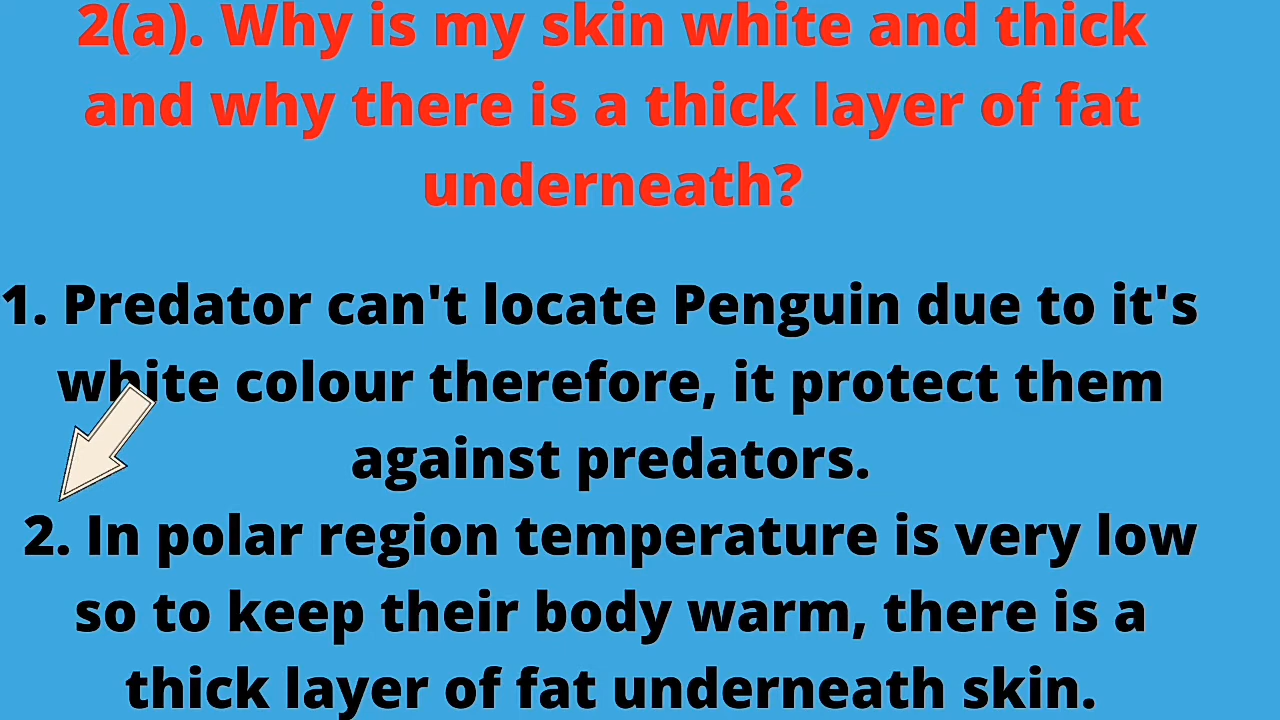 2(a). Why is my skin white and thick
and why there is a thick layer of fat
underneath?
1. Predator can't locate Penguin due to it's
white colour therefore, it protect them
against predators.
2. In polar region temperature is very low
so to keep their body warm, there is a
thick layer of fat underneath skin.